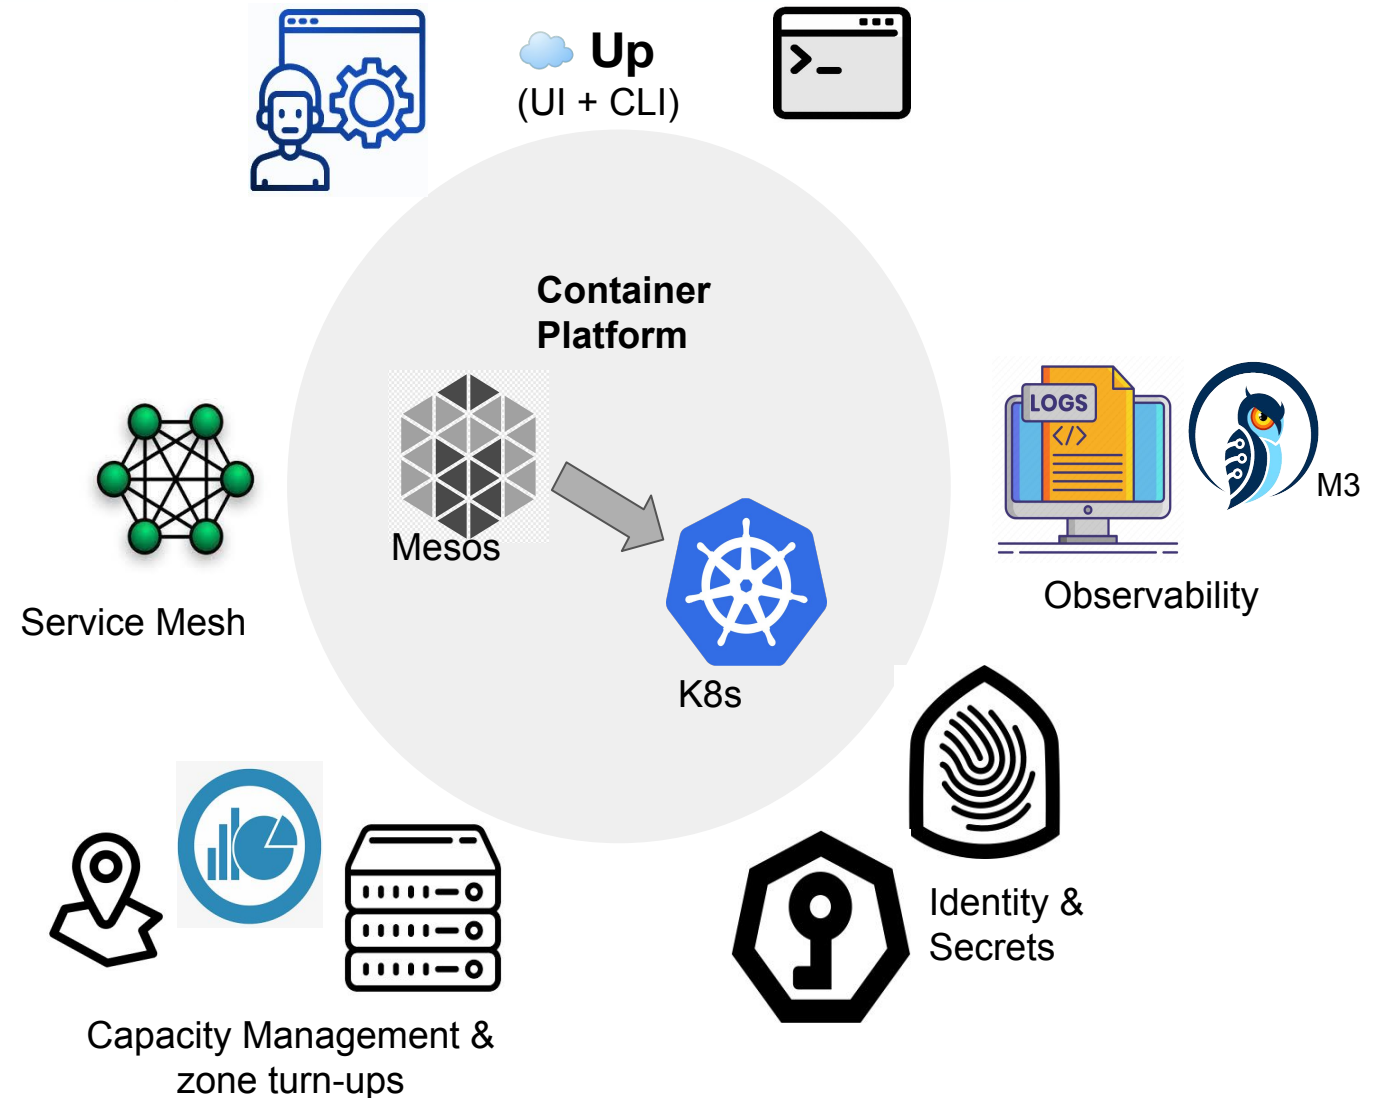 Up
(UI + CLI)
>_
Container
Platform
LOGS
</>
M3
Mesos
Observability
Service Mesh
K8s
Identity &
Secrets
Capacity Management &
zone turn-ups